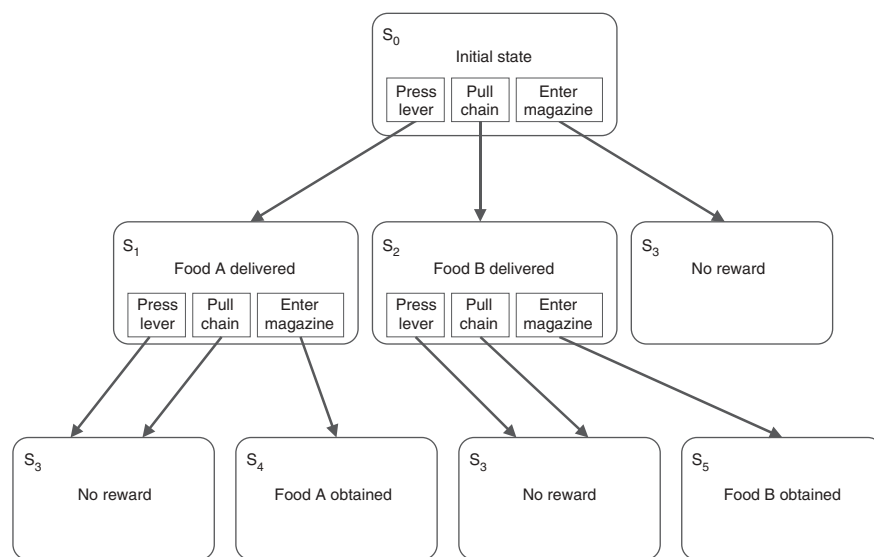 S0
Initial state
Press lever
Pull chain
Enter magazine
S1
Food A delivered
Press lever
Pull chain
Enter magazine
S2
Food B delivered
Press lever
Pull chain
Enter magazine
S3
No reward
S3
No reward
S4
Food A obtained
S3
No reward
S5
Food B obtained